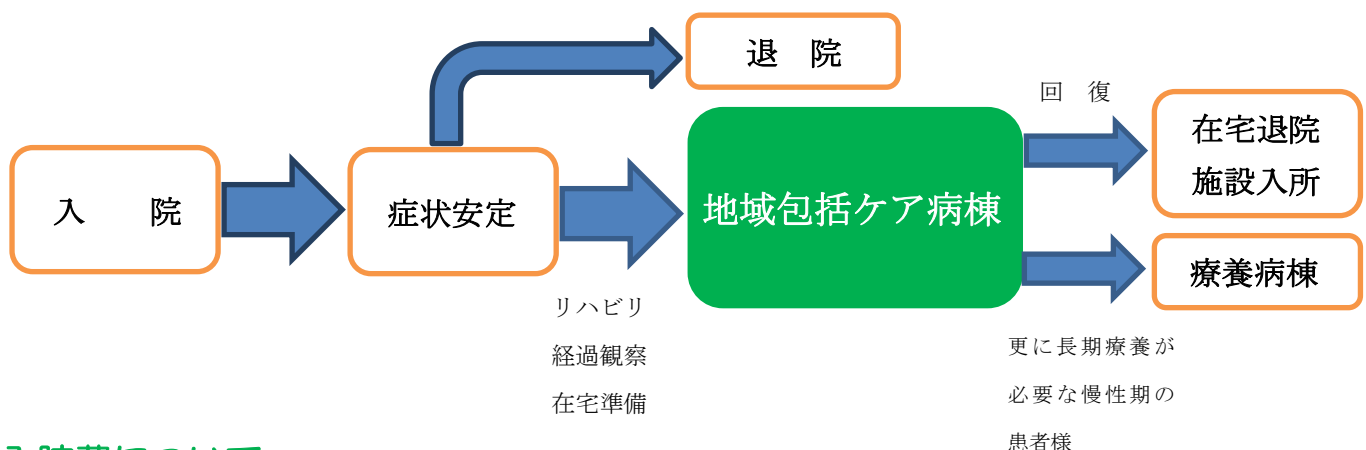 退　院
回　復
入　　院
症状安定
地域包括ケア病棟
在宅退院
施設入所
療養病棟
リハビリ
経過観察
在宅準備
更に長期療養が
必要な慢性期の
患者様